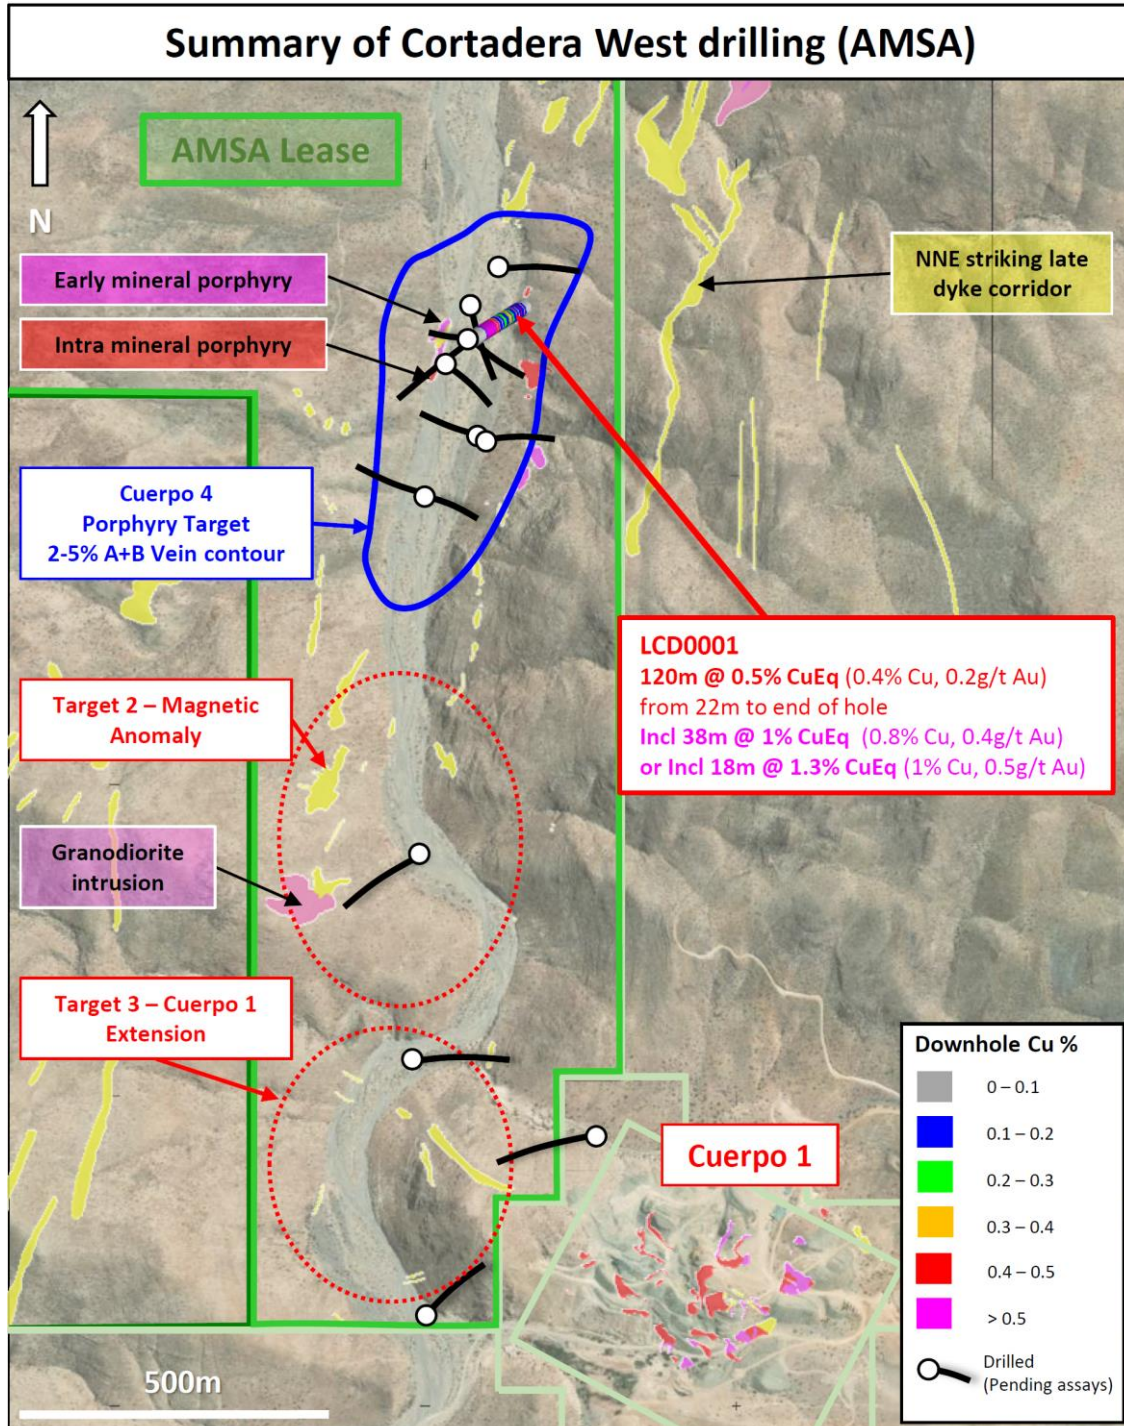 Summary of Cortadera West drilling (AMSA)
AMSA Lease
N
Early mineral porphyry
Intra mineral porphyry
NNE striking late
dyke corridor
Cuerpo 4
Porphyry Target
2-5% A+B Vein contour
LCD0001
120m @ 0.5% CuEq (0.4% Cu, 0.2g/t Au)
from 22m to end of hole
Incl 38m @ 1% CuEq (0.8% Cu, 0.4g/t Au)
or Incl 18m @ 1.3% CuEq (1% Cu, 0.5g/t Au)
Target 2 – Magnetic
Anomaly
Granodiorite
intrusion
Target 3 – Cuerpo 1
Extension
Cuerpo 1
Downhole Cu %
0 – 0.1
0.1 – 0.2
0.2 – 0.3
0.3 – 0.4
0.4 – 0.5
> 0.5
Drilled
(Pending assays)
500m